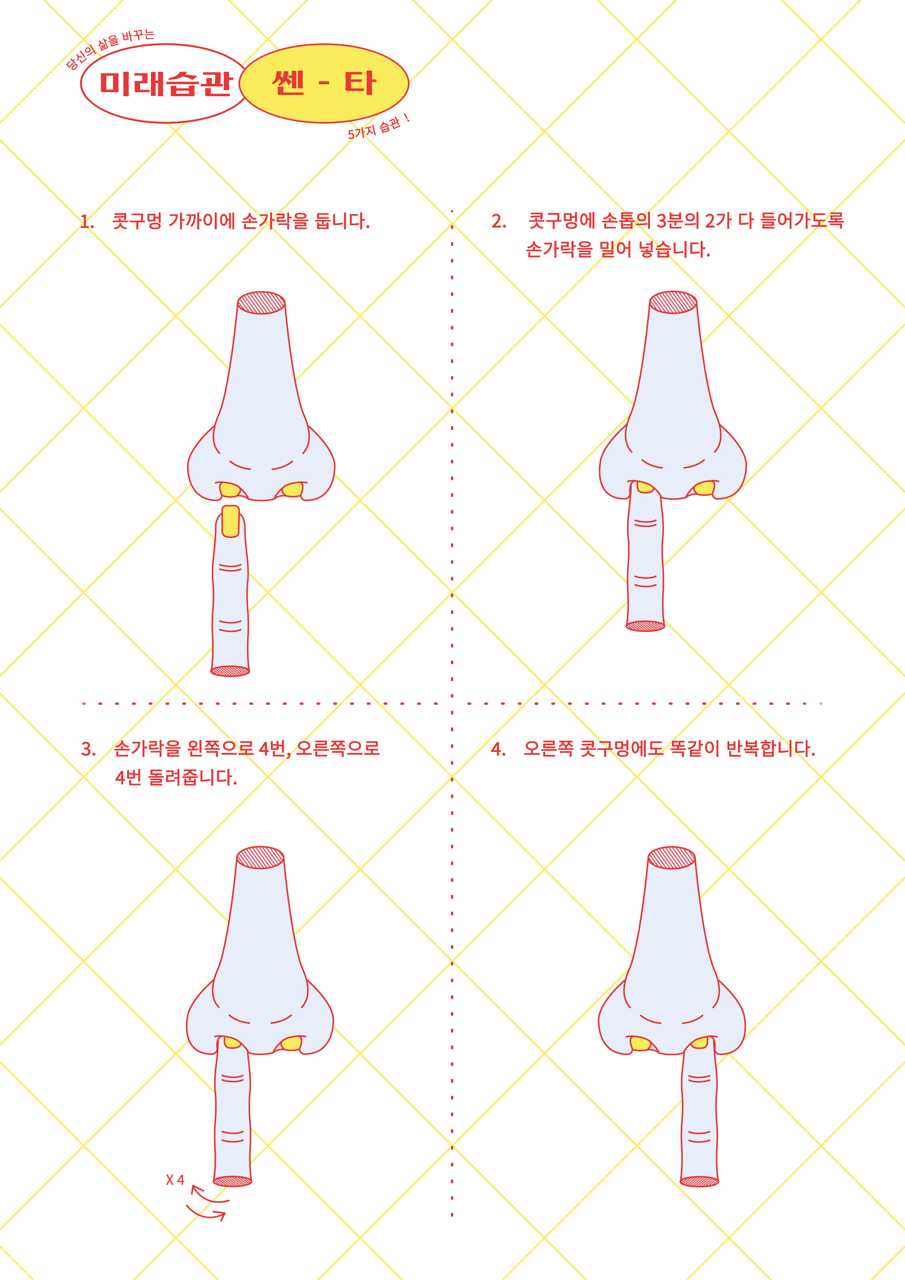 당신의 삶을 바꾸는
미래습관 쎈 - 타
5가지 습관 !
1. 콧구멍 가까이에 손가락을 둡니다.
2. 콧구멍에 손톱의 3분의 2가 다 들어가도록
손가락을 밀어 넣습니다.
3. 손가락을 왼쪽으로 4번, 오른쪽으로
4번 돌려줍니다.
4. 오른쪽 콧구멍에도 똑같이 반복합니다.
X 4